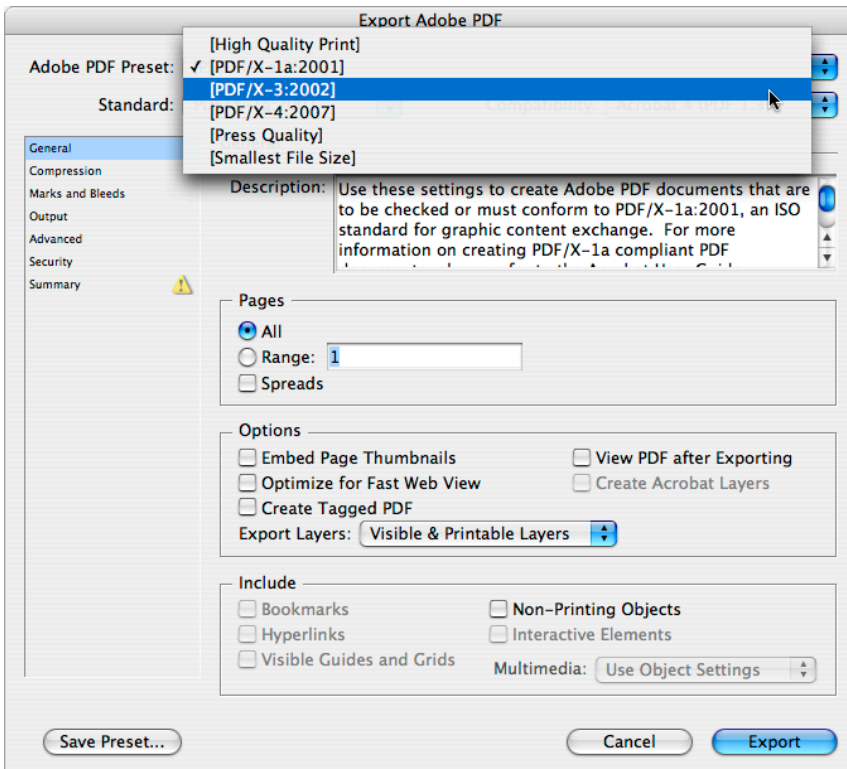 Export Adobe PDF
Adobe PDF Preset:
✓ [PDF/X-1a:2001]
[High Quality Print]
[PDF/X-3:2002]
[PDF/X-4:2007]
[Press Quality]
[Smallest File Size]
Standard:
Compatibility: Acrobat 4 (PDF 1.3)
General
Compression
Marks and Bleeds
Output
Advanced
Security
Summary
Description:
Use these settings to create Adobe PDF documents that are
to be checked or must conform to PDF/X-1a:2001, an ISO
standard for graphic content exchange. For more
information on creating PDF/X-1a compliant PDF
Pages
All
Range: 1
Spreads
Options
Embed Page Thumbnails
View PDF after Exporting
Optimize for Fast Web View
Create Acrobat Layers
Create Tagged PDF
Export Layers: Visible & Printable Layers
Include
Bookmarks
Non-Printing Objects
Hyperlinks
Interactive Elements
Visible Guides and Grids
Multimedia: Use Object Settings
Save Preset...
Cancel
Export